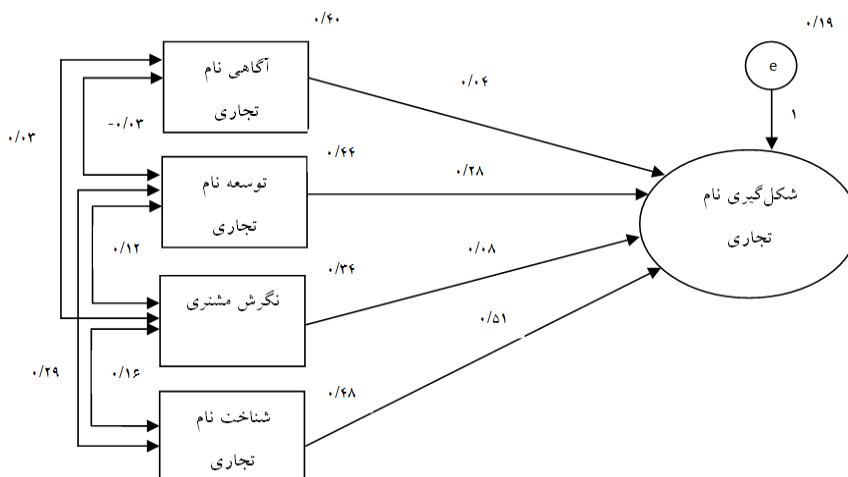 ۰/۴۰
۰/۱۹
آگاهی نام
تجاری
e
۰/۰۴
۱
۰/۰۳
-۰/۰۳
۰/۴۴
توسعه نام
تجاری
۰/۲۸
شکل‌گیری نام
تجاری
۰/۱۲
۰/۳۴
۰/۰۸
نگرش مشتری
۰/۵۱
۰/۲۹
۰/۱۶
۰/۴۸
شناخت نام
تجاری